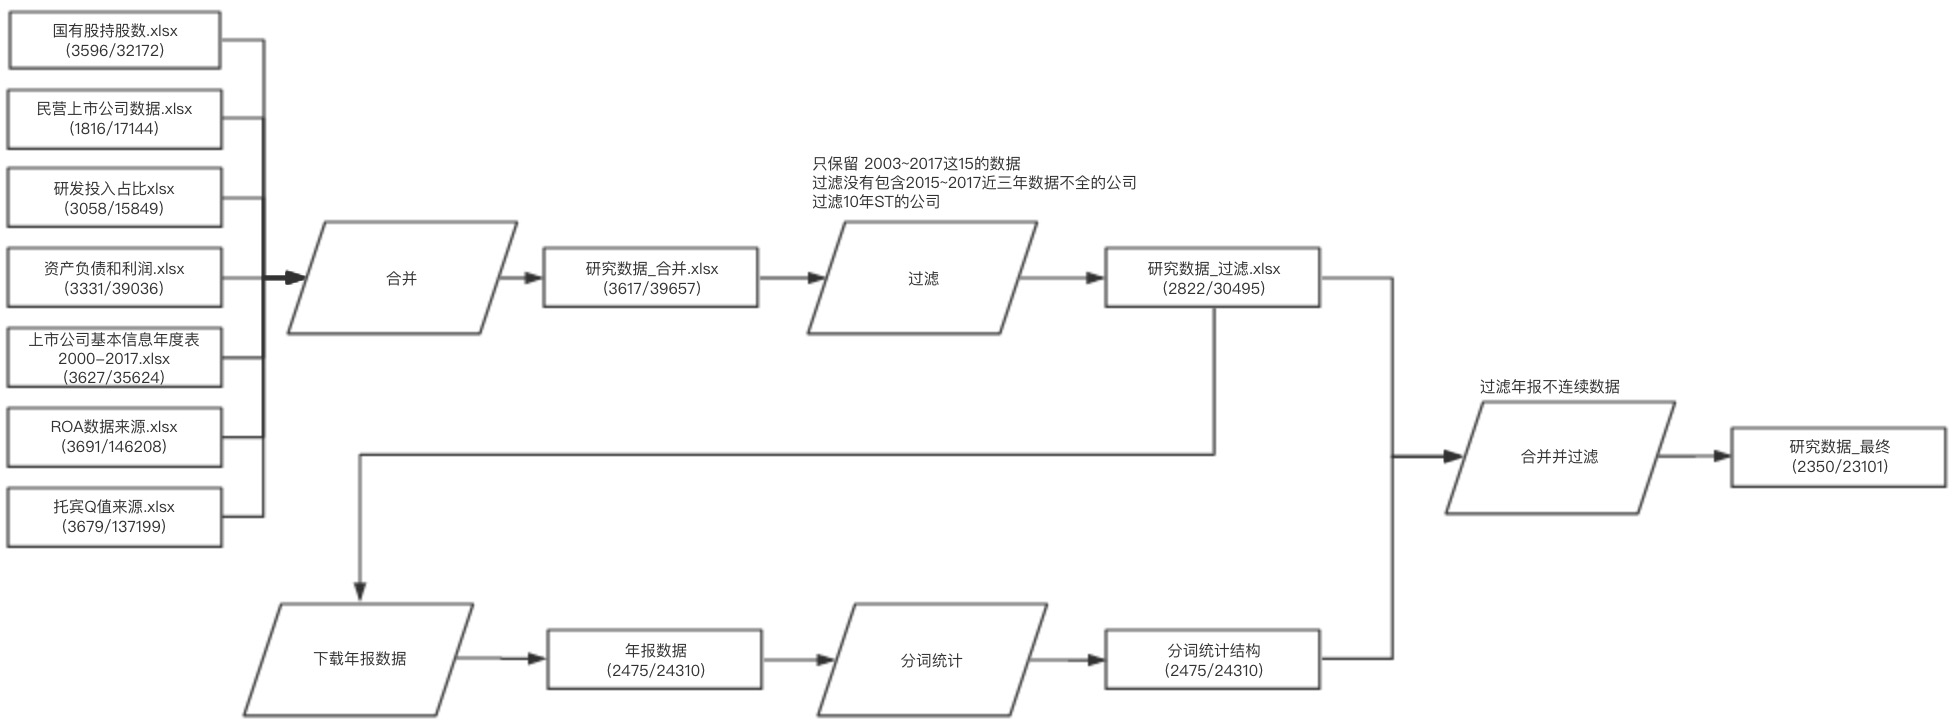 国有股持股数.xlsx
(3596/32172)
民营上市公司数据.xlsx
(1816/17144)
研发投入占比xlsx
(3058/15849)
资产负债和利润.xlsx
(3331/39036)
上市公司基本信息年度表
2000-2017.xlsx
(3627/35624)
ROA数据来源.xlsx
(3691/146208)
托宾Q值来源.xlsx
(3679/137199)
合并
研究数据_合并.xlsx
(3617/39657)
只保留 2003~2017这15的数据
过滤没有包含2015~2017近三年数据不全的公司
过滤10年ST的公司
过滤
研究数据_过滤.xlsx
(2822/30495)
下载年报数据
年报数据
(2475/24310)
分词统计
分词统计结构
(2475/24310)
过滤年报不连续数据
合并并过滤
研究数据_最终
(2350/23101)